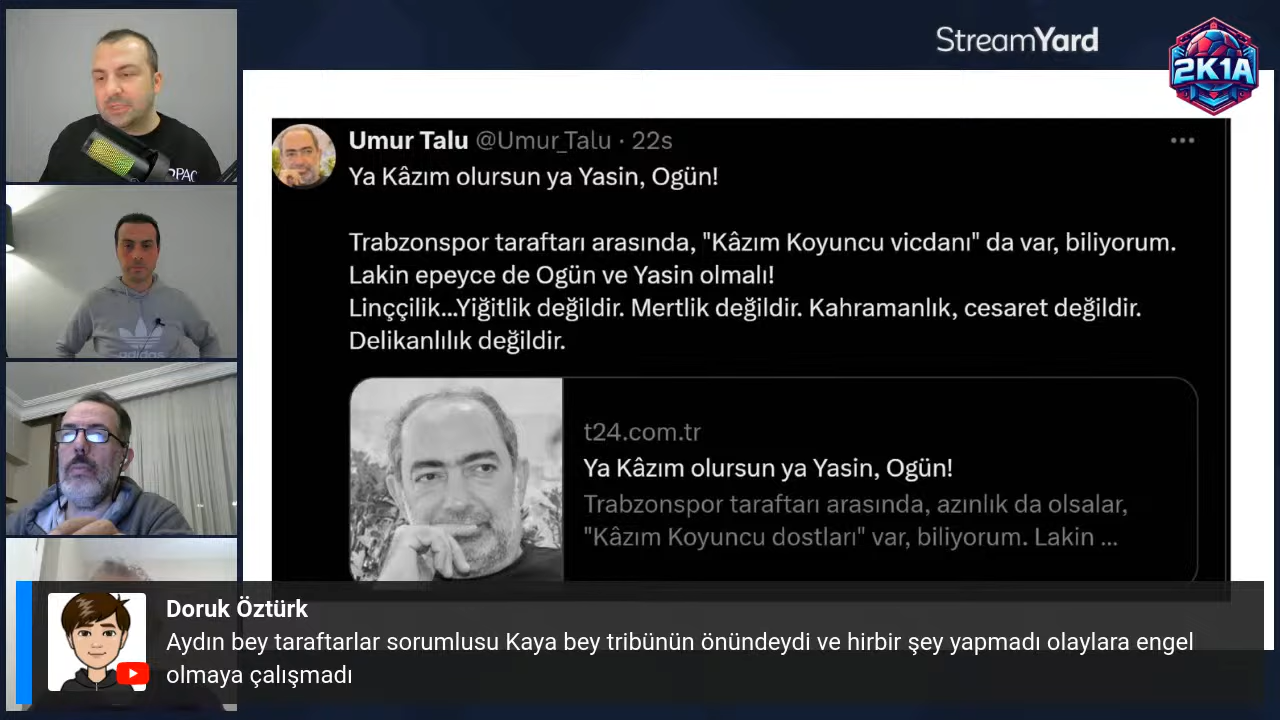 StreamYard
2K1A
Umur Talu @Umur_Talu · 22s
Ya Kâzım olursun ya Yasin, Ogün!
Trabzonspor taraftarı arasında, "Kâzım Koyuncu vicdanı" da var, biliyorum.
Lakin epeyce de Ogün ve Yasin olmalı!
Linççilik...Yiğitlik değildir. Mertlik değildir. Kahramanlık, cesaret değildir.
Delikanlılık değildir.
t24.com.tr
Ya Kâzım olursun ya Yasin, Ogün!
Trabzonspor taraftarı arasında, azınlık da olsalar,
"Kâzım Koyuncu dostları" var, biliyorum. Lakin ...
adidas
Doruk Öztürk
Aydın bey taraftarlar sorumlusu Kaya bey tribünün önündeydi ve hirbir şey yapmadı olaylara engel
olmaya çalışmadı